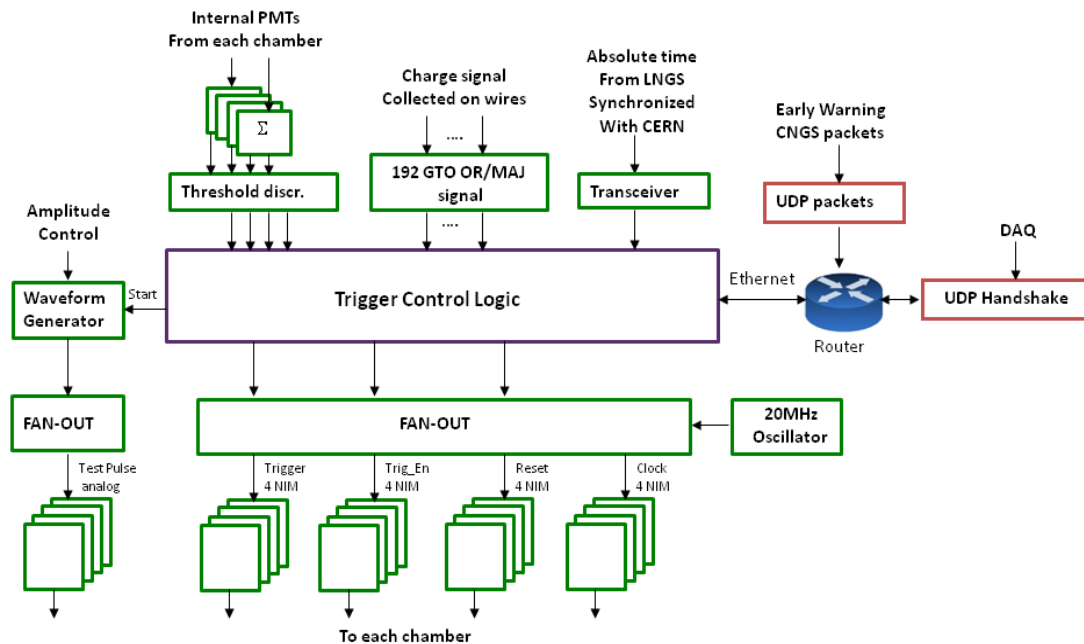 Internal PMTs
From each chamber
Σ
Threshold discr.
Charge signal
Collected on wires
....
192 GTO OR/MAJ
signal
....
Absolute time
From LNGS
Synchronized
With CERN
Transceiver
Early Warning
CNGS packets
UDP packets
DAQ
UDP Handshake
Ethernet
Router
Amplitude
Control
Waveform
Generator
Start
Trigger Control Logic
FAN-OUT
FAN-OUT
20MHz
Oscillator
Test Pulse
analog
Trigger
4 NIM
Trig_En
4 NIM
Reset
4 NIM
Clock
4 NIM
To each chamber